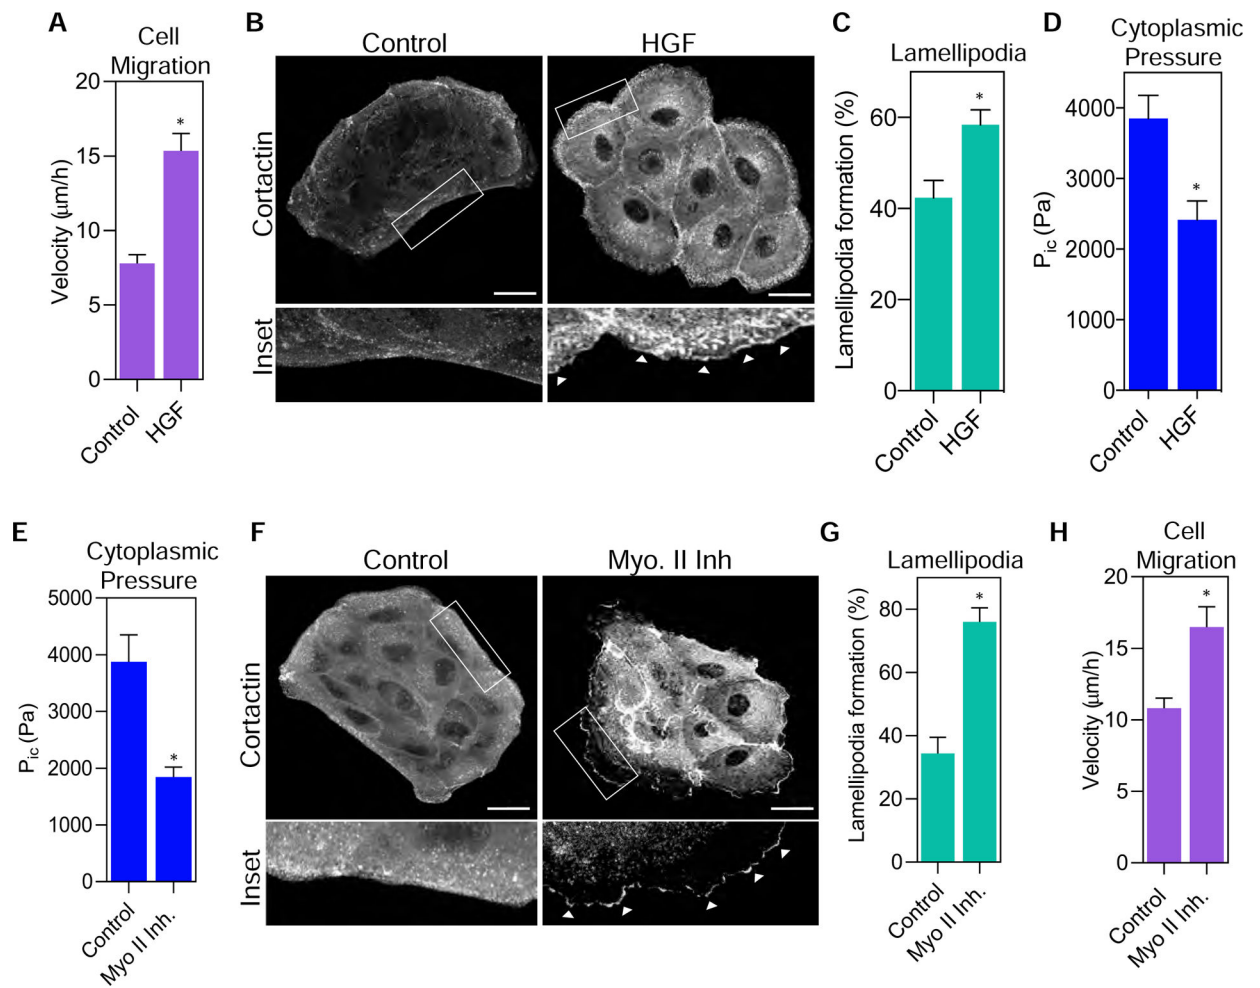 A
Cell
Migration
Velocity (µm/h)
20
15
10
5
0
*
Control
HGF
B
Control
HGF
Cortactin
Inset
C
Lamellipodia
Lamellipodia formation (%)
60
40
20
0
*
Control
HGF
D
Cytoplasmic
Pressure
Pic (Pa)
4000
3000
2000
1000
0
*
Control
HGF
E
Cytoplasmic
Pressure
Pic (Pa)
5000
4000
3000
2000
1000
0
*
Control
Myo II Inh.
F
Control
Myo. II Inh
Cortactin
Inset
G
Lamellipodia
Lamellipodia formation (%)
80
60
40
20
0
*
Control
Myo II Inh.
H
Cell
Migration
Velocity (µm/h)
20
15
10
5
0
*
Control
Myo II Inh.